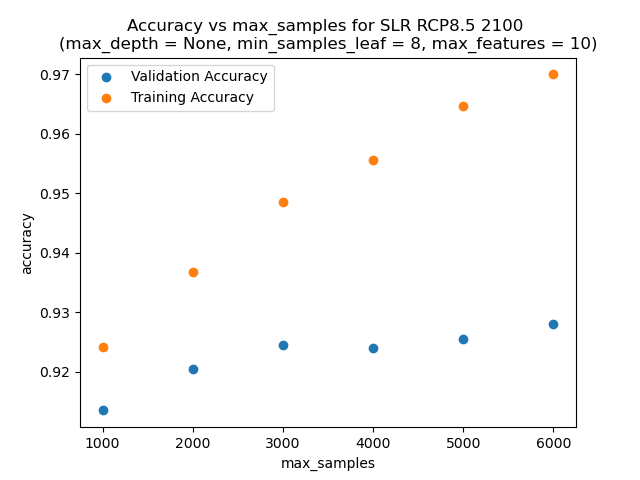 Accuracy vs max_samples for SLR RCP8.5 2100
(max_depth = None, min_samples_leaf = 8, max_features = 10)
Validation Accuracy
Training Accuracy
0.97
0.96
0.95
0.94
0.93
0.92
accuracy
1000 2000 3000 4000 5000 6000
max_samples